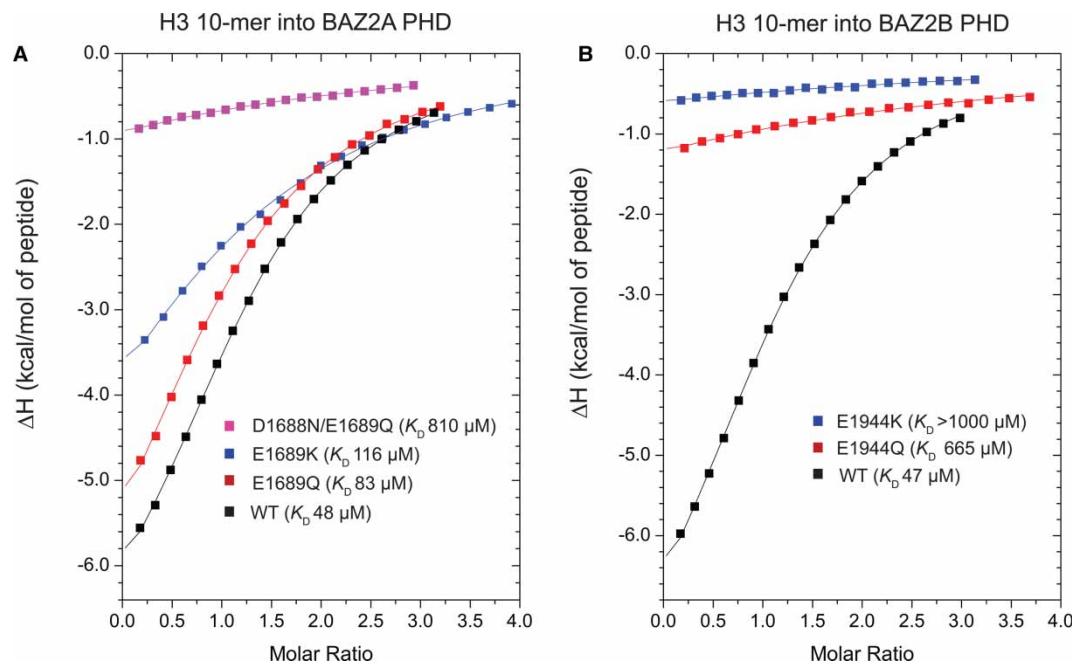 H3 10-mer into BAZ2A PHD
A
0.0
-1.0
-2.0
-3.0
-4.0
-5.0
-6.0
ΔH (kcal/mol of peptide)
D1688N/E1689Q (KD 810 μM)
E1689K (KD 116 μM)
E1689Q (KD 83 μM)
WT (KD 48 μM)
0.0 0.5 1.0 1.5 2.0 2.5 3.0 3.5 4.0
Molar Ratio
H3 10-mer into BAZ2B PHD
B
0.0
-1.0
-2.0
-3.0
-4.0
-5.0
-6.0
ΔH (kcal/mol of peptide)
E1944K (KD >1000 μM)
E1944Q (KD 665 μM)
WT (KD 47 μM)
0.0 0.5 1.0 1.5 2.0 2.5 3.0 3.5 4.0
Molar Ratio